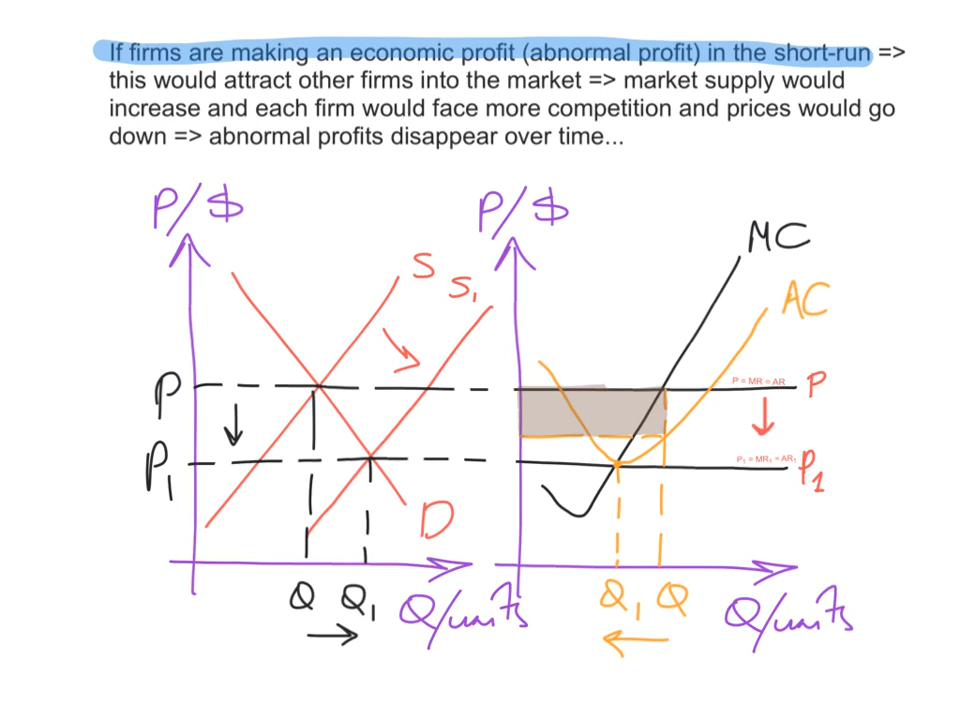 If firms are making an economic profit (abnormal profit) in the short-run =>
this would attract other firms into the market => market supply would
increase and each firm would face more competition and prices would go
down => abnormal profits disappear over time...
P/$ P/$
MC
S
S₁
AC
P
P = MR = AR
P
P₁
P₁ = MR₁ = AR₁
P₁
D
Q Q₁ Q/units
Q₁ Q Q/units